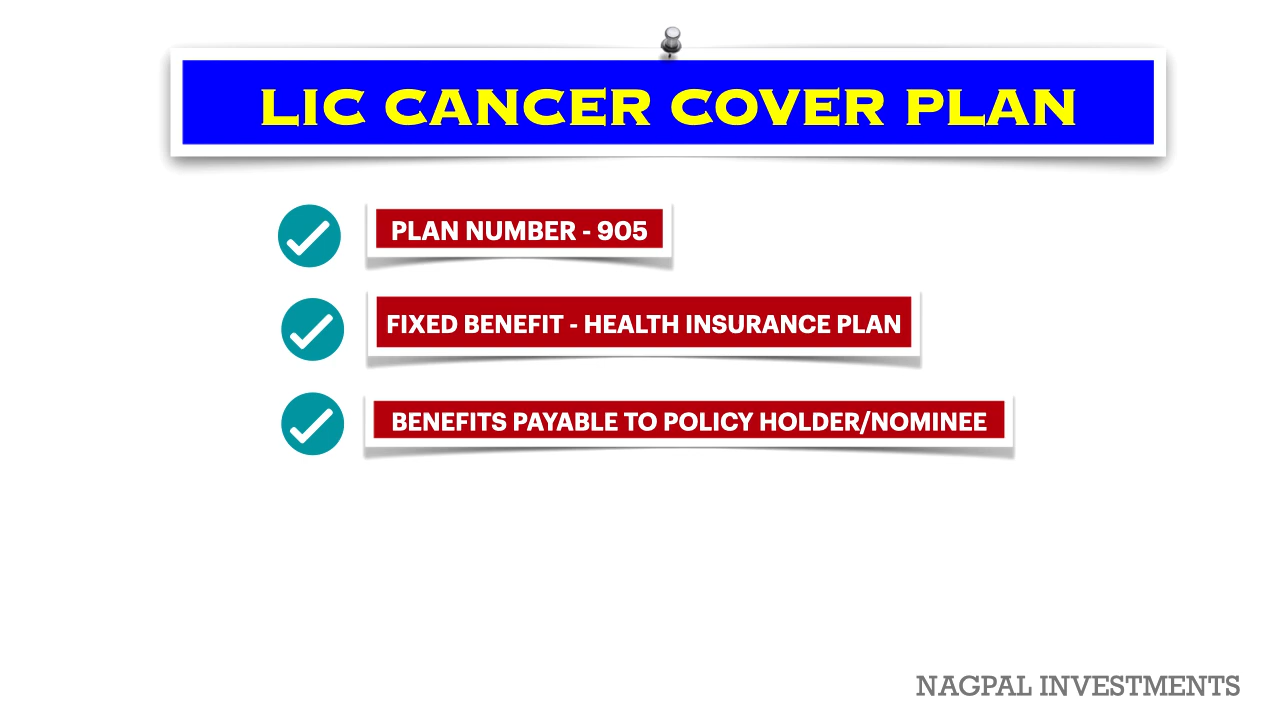 LIC CANCER COVER PLAN
PLAN NUMBER - 905
FIXED BENEFIT - HEALTH INSURANCE PLAN
BENEFITS PAYABLE TO POLICY HOLDER/NOMINEE
NAGPAL INVESTMENTS